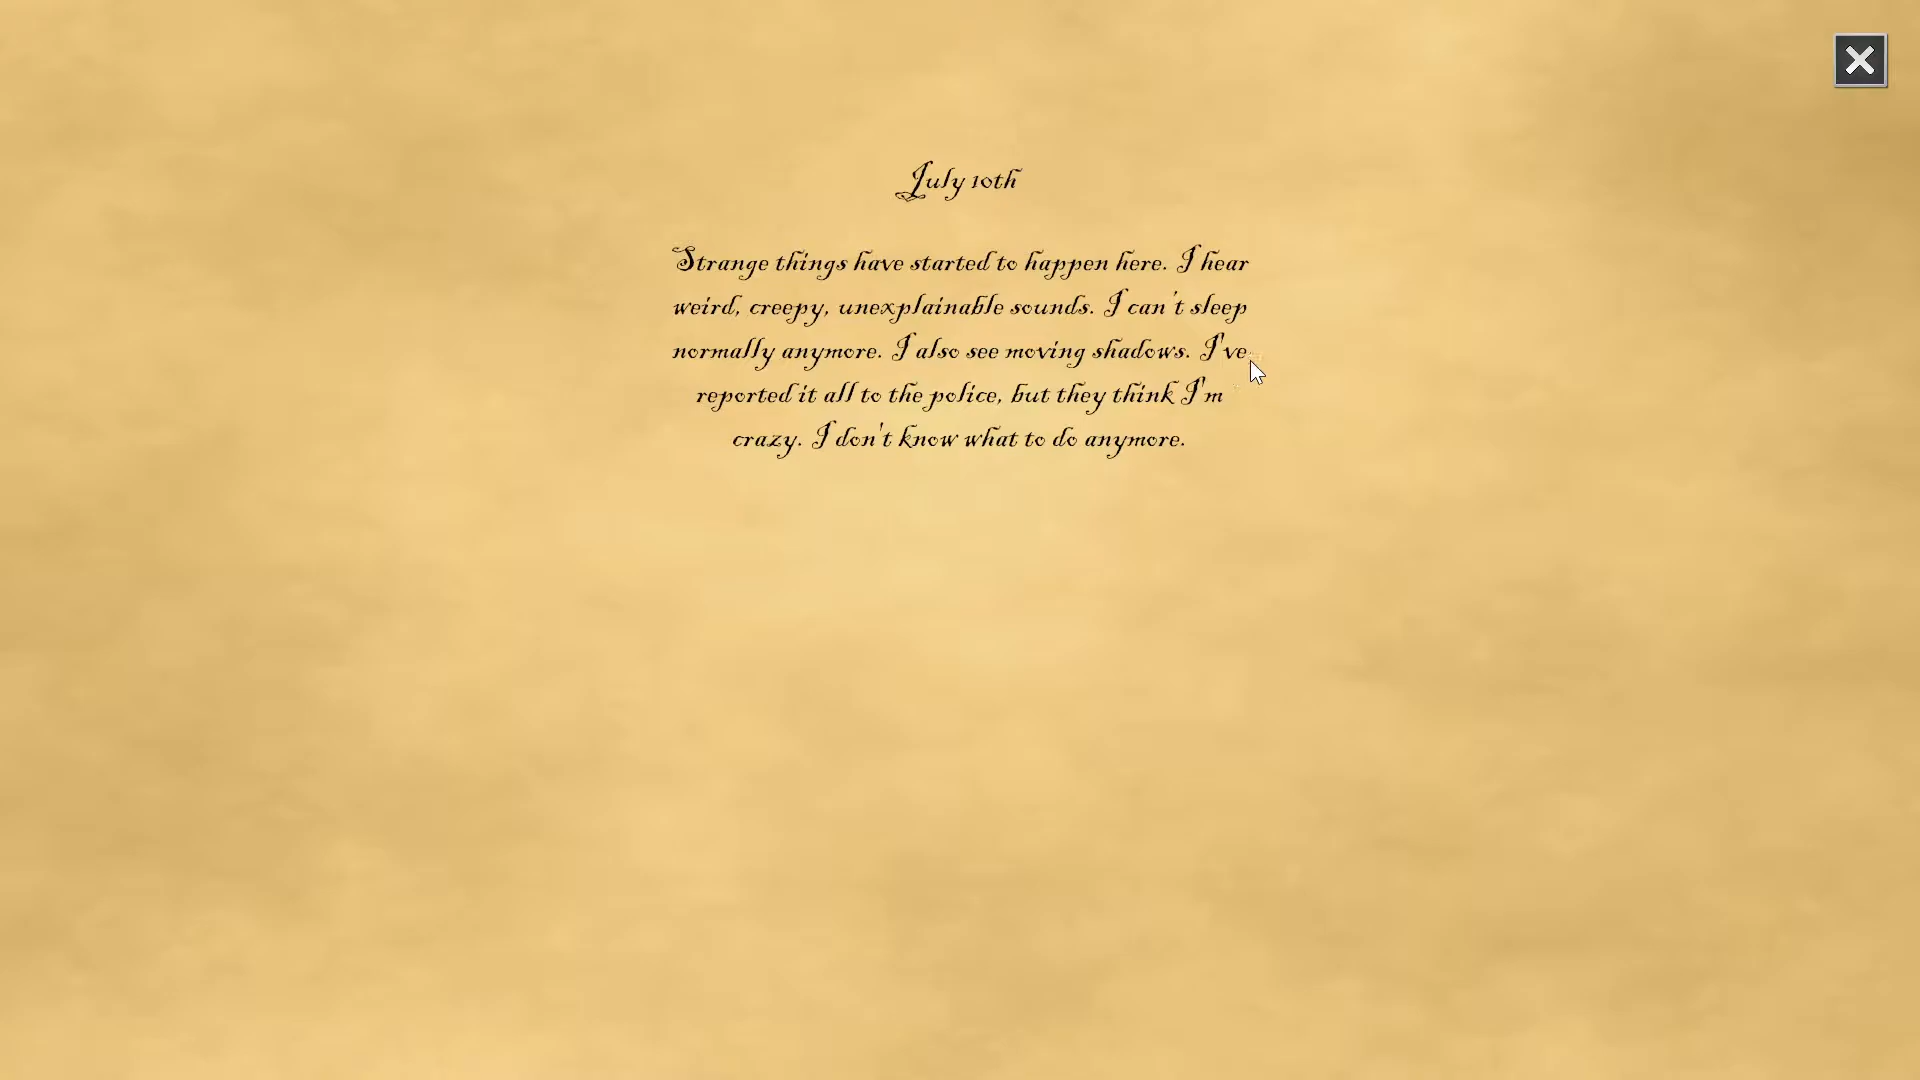 July 10th
Strange things have started to happen here. I hear
weird, creepy, unexplainable sounds. I can't sleep
normally anymore. I also see moving shadows. I've
reported it all to the police, but they think I'm
crazy. I don't know what to do anymore.